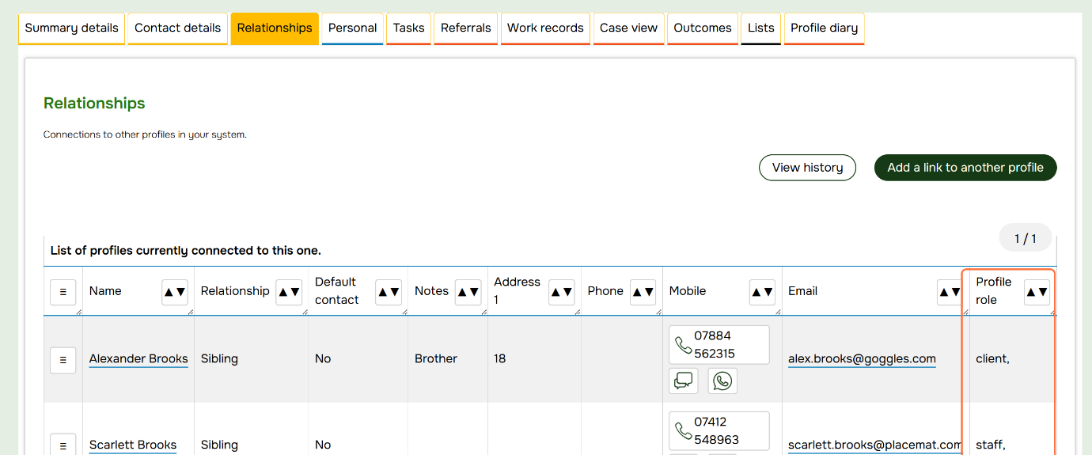 Summary details Contact details Relationships Personal Tasks Referrals Work records Case view Outcomes Lists Profile diary
Relationships
Connections to other profiles in your system.
View history Add a link to another profile
1 / 1
List of profiles currently connected to this one.
Name Relationship Default contact Notes Address 1 Phone Mobile Email Profile role
Alexander Brooks Sibling No Brother 18 07884 562315 alex.brooks@goggles.com client,
Scarlett Brooks Sibling No 07412 548963 scarlett.brooks@placemat.com staff,